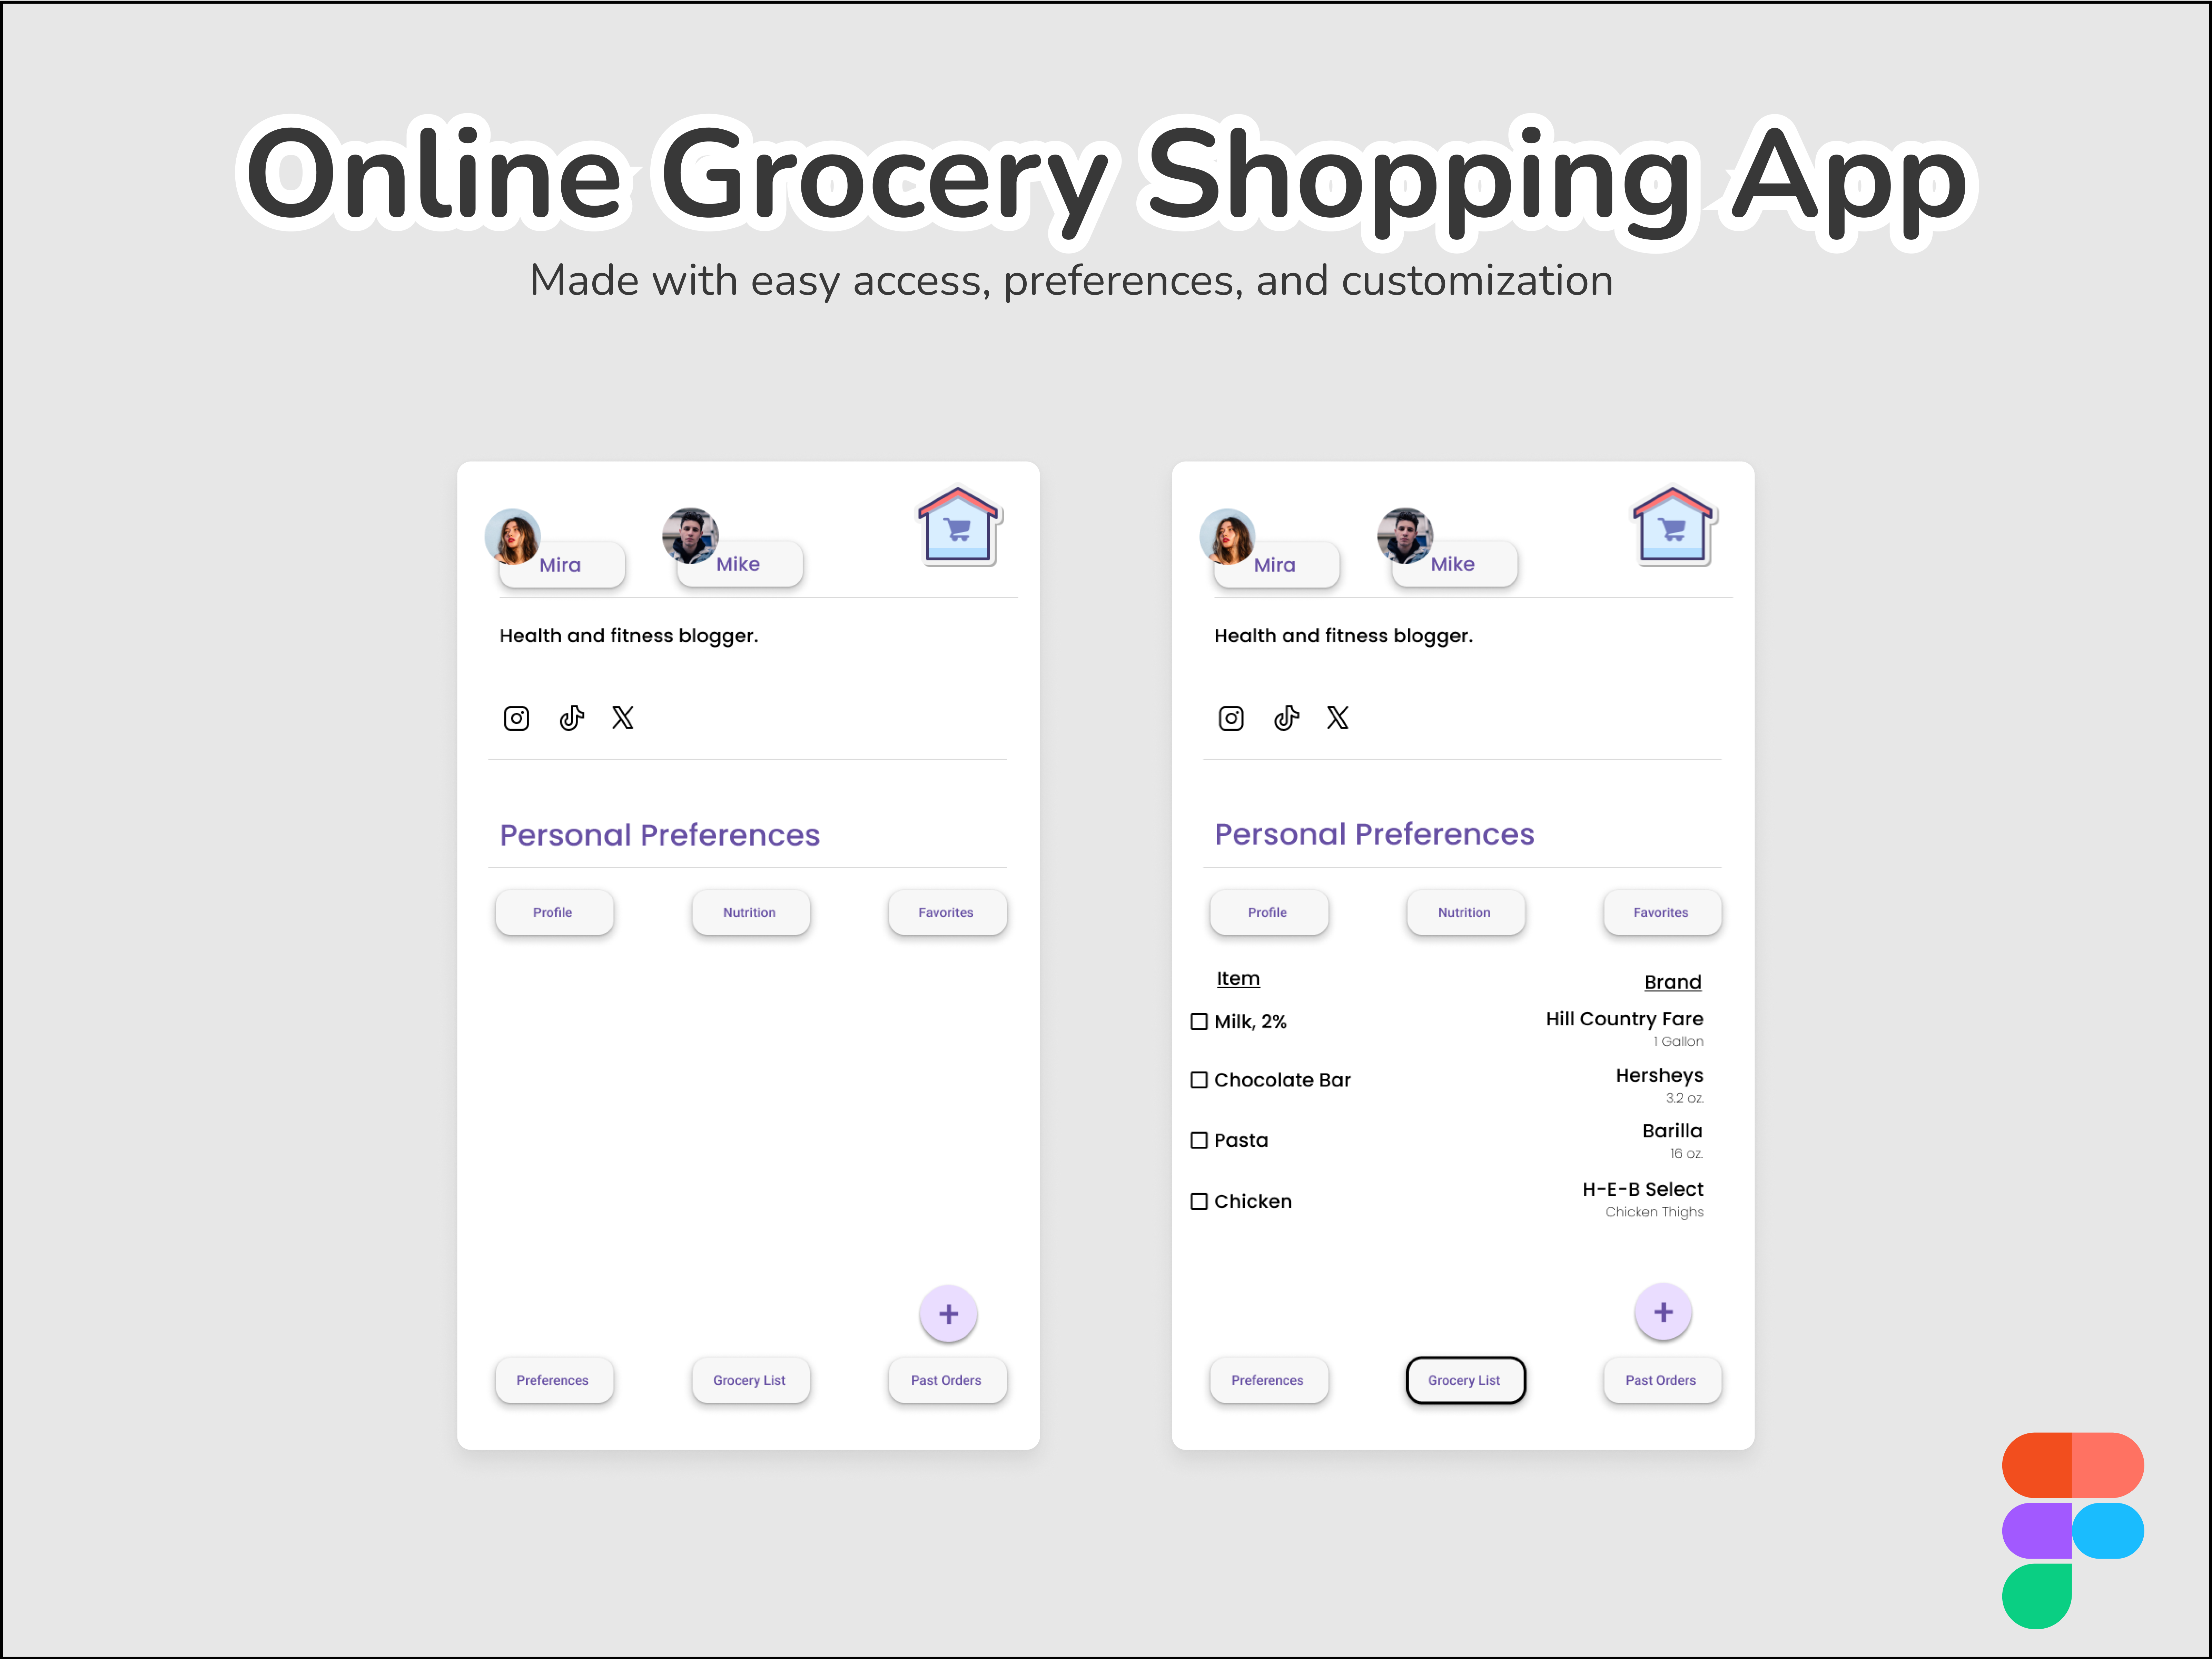 Online Grocery Shopping App
Made with easy access, preferences, and customization
Mira
Mike
Health and fitness blogger.
Personal Preferences
Profile
Nutrition
Favorites
Preferences
Grocery List
Past Orders
Mira
Mike
Health and fitness blogger.
Personal Preferences
Profile
Nutrition
Favorites
Item
Brand
Milk, 2%
Hill Country Fare
1 Gallon
Chocolate Bar
Hersheys
3.2 oz.
Pasta
Barilla
16 oz.
Chicken
H-E-B Select
Chicken Thighs
Preferences
Grocery List
Past Orders